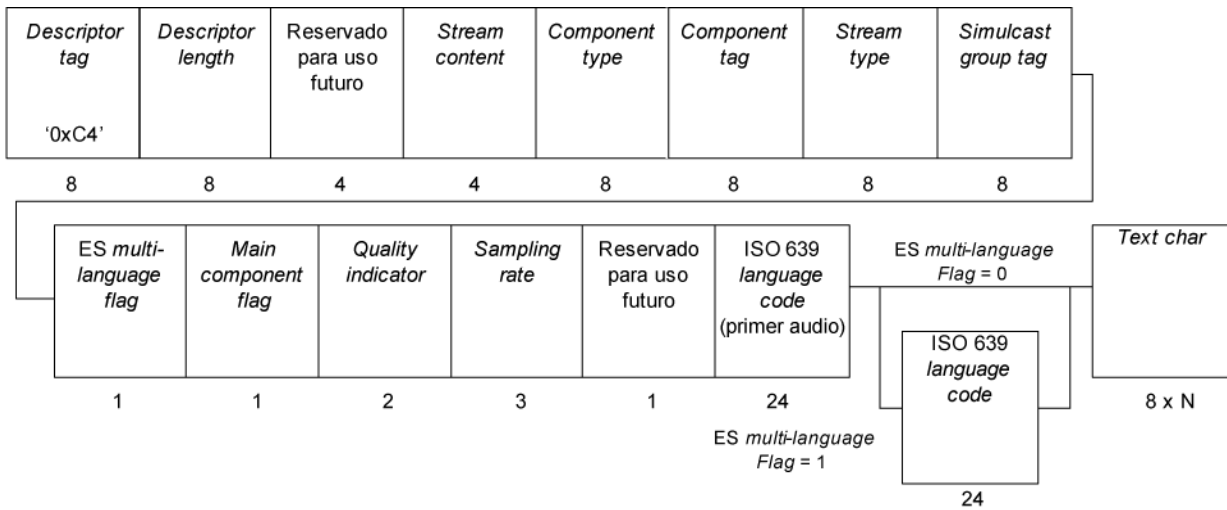 Descriptor
tag
'0xC4'
Descriptor
length
Reservado
para uso
futuro
Stream
content
Component
type
Component
tag
Stream
type
Simulcast
group tag
8
8
4
4
8
8
8
8
ES multi-
language
flag
Main
component
flag
Quality
indicator
Sampling
rate
Reservado
para uso
futuro
ISO 639
language
code
(primer audio)
ES multi-language
Flag = 0
ISO 639
language
code
Text char
1
1
2
3
1
24
8 x N
ES multi-language
Flag = 1
24